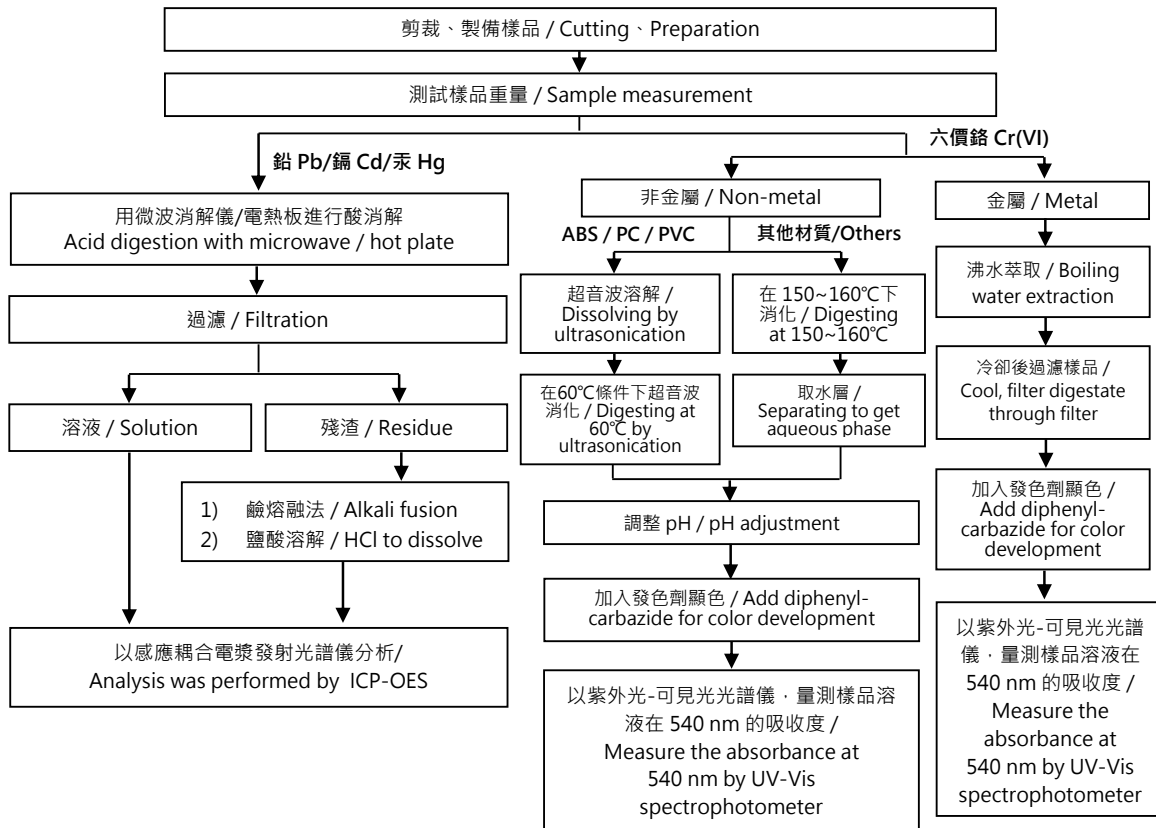 剪裁、製備樣品 / Cutting、Preparation
測試樣品重量 / Sample measurement
鉛 Pb/鎘 Cd/汞 Hg
用微波消解儀/電熱板進行酸消解
Acid digestion with microwave / hot plate
過濾 / Filtration
溶液 / Solution
殘渣 / Residue
1) 鹼熔融法 / Alkali fusion
2) 鹽酸溶解 / HCl to dissolve
以感應耦合電漿發射光譜儀分析/
Analysis was performed by ICP-OES
六價鉻 Cr(VI)
非金屬 / Non-metal
ABS / PC / PVC
超音波溶解 /
Dissolving by
ultrasonication
在60℃條件下超音波
消化 / Digesting at
60℃ by
ultrasonication
其他材質/Others
在 150~160℃下
消化 / Digesting
at 150~160℃
取水層 /
Separating to get
aqueous phase
調整 pH / pH adjustment
加入發色劑顯色 / Add diphenyl-
carbazide for color development
以紫外光-可見光光譜儀，量測樣品溶
液在 540 nm 的吸收度 /
Measure the absorbance at
540 nm by UV-Vis
spectrophotometer
金屬 / Metal
沸水萃取 / Boiling
water extraction
冷卻後過濾樣品 /
Cool, filter digestate
through filter
加入發色劑顯色 /
Add diphenyl-
carbazide for color
development
以紫外光-可見光光譜
儀，量測樣品溶液在
540 nm 的吸收度 /
Measure the
absorbance at
540 nm by UV-Vis
spectrophotometer